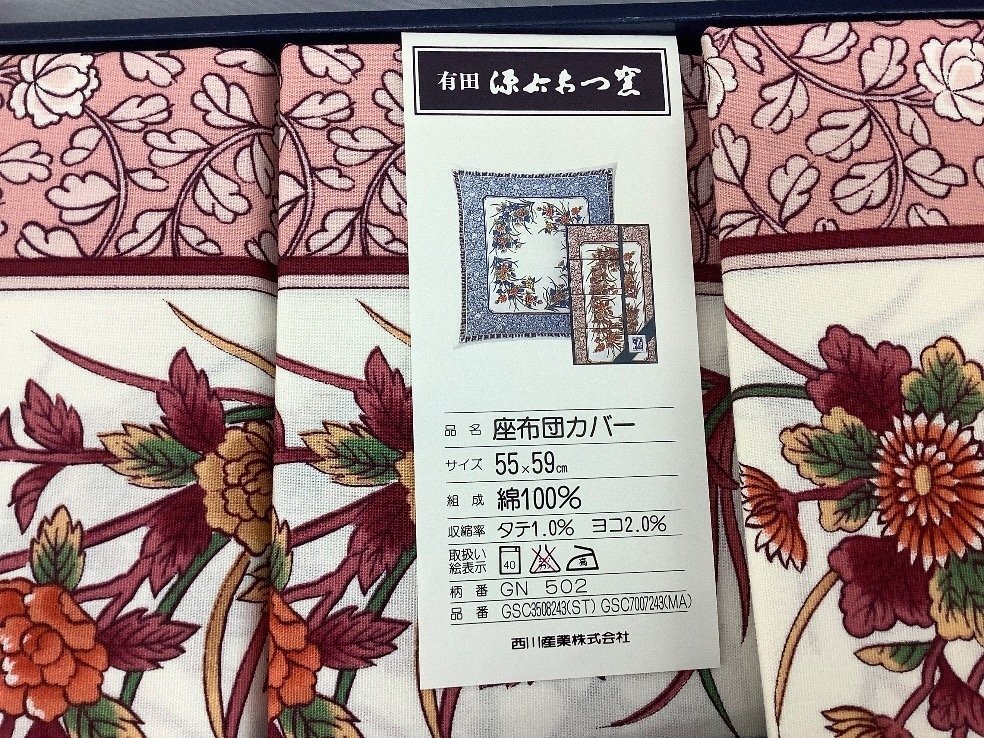 有田 源右衛門窯
品名 座布団カバー
サイズ 55×59cm
組成 綿100%
収縮率 タテ1.0% ヨコ2.0%
取扱い
絵表示 40 高
柄番 GN 502
品番 GSC3508243(ST) GSC7007243(MA)
西川産業株式会社